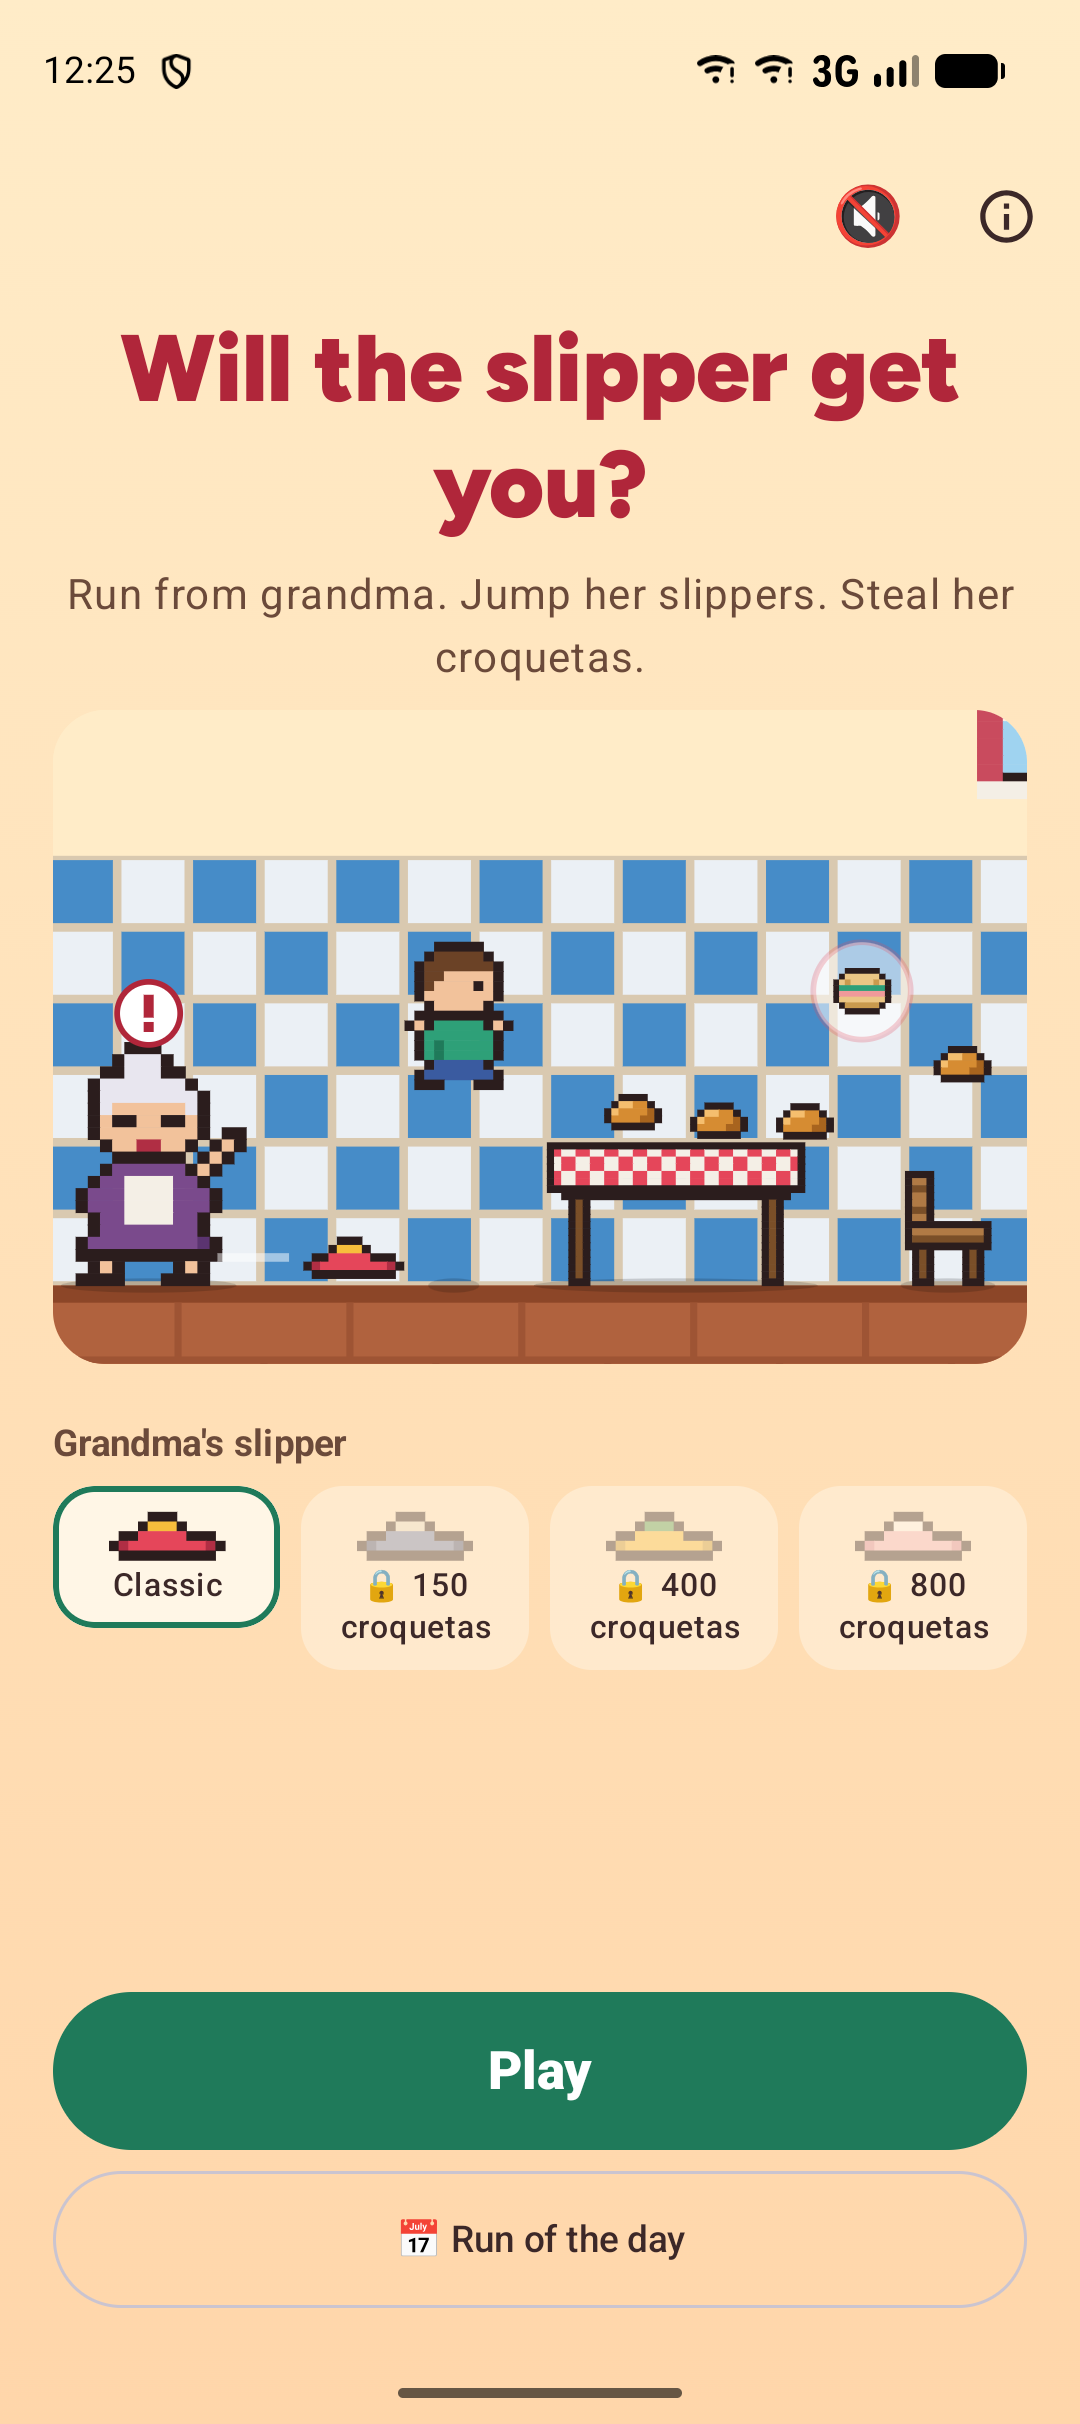 12:25
3G
Will the slipper get
you?
Run from grandma. Jump her slippers. Steal her
croquetas.
!
Grandma's slipper
Classic
🔒 150
croquetas
🔒 400
croquetas
🔒 800
croquetas
Play
📅 Run of the day